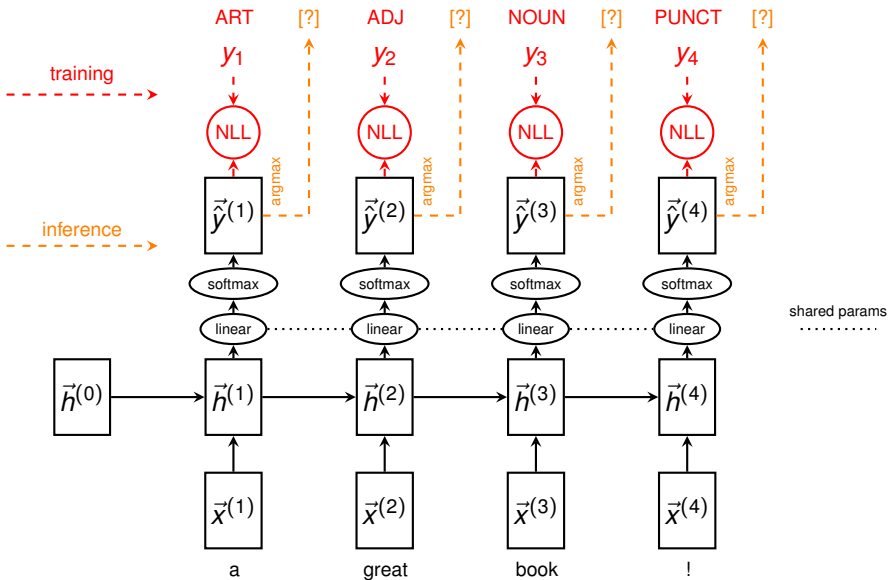 ART [?] ADJ [?] NOUN [?] PUNCT [?]
y₁ y₂ y₃ y₄
training
NLL NLL NLL NLL
argmax argmax argmax argmax
ŷ⃗⁽¹⁾ ŷ⃗⁽²⁾ ŷ⃗⁽³⁾ ŷ⃗⁽⁴⁾
inference
softmax softmax softmax softmax
shared params
linear linear linear linear
h⃗⁽⁰⁾ h⃗⁽¹⁾ h⃗⁽²⁾ h⃗⁽³⁾ h⃗⁽⁴⁾
x⃗⁽¹⁾ x⃗⁽²⁾ x⃗⁽³⁾ x⃗⁽⁴⁾
a great book !